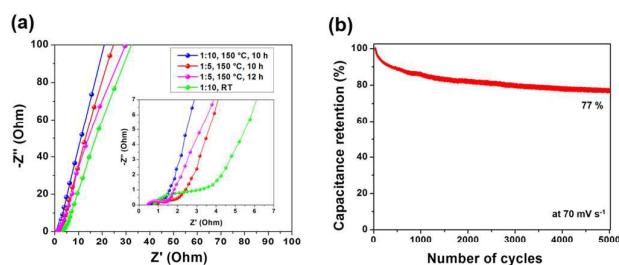 (a)
100
80
60
40
20
0
-Z'' (Ohm)
1:10, 150 °C, 10 h
1:5, 150 °C, 10 h
1:5, 150 °C, 12 h
1:10, RT
7
6
5
4
3
2
1
0
-Z'' (Ohm)
0 1 2 3 4 5 6 7
Z' (Ohm)
0 10 20 30 40 50 60 70 80 90 100
Z' (Ohm)
(b)
100
80
60
40
20
0
Capacitance retention (%)
77 %
at 70 mV s⁻¹
0 1000 2000 3000 4000 5000
Number of cycles